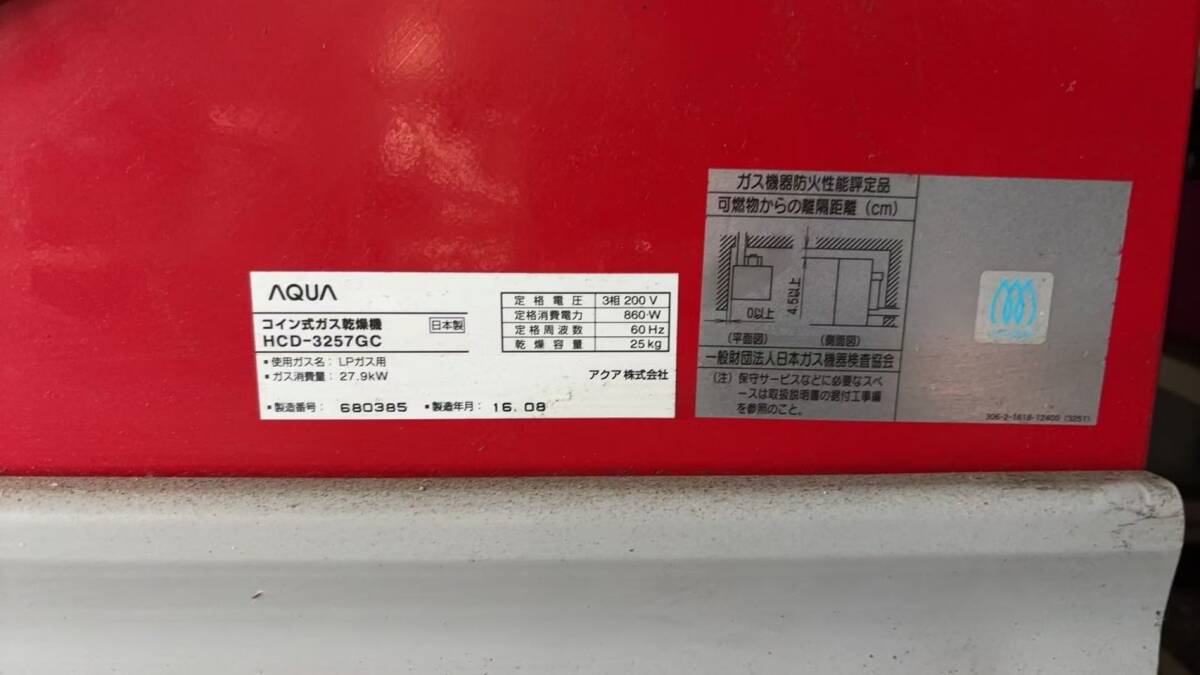 AQUA
コイン式ガス乾燥機 日本製
HCD-3257GC
・使用ガス名：LPガス用
・ガス消費量：27.9kW
・製造番号：680385 ・製造年月：16.08
定格電圧 3相 200 V
定格消費電力 860 W
定格周波数 60 Hz
乾燥容量 25 kg
アクア株式会社
ガス機器防火性能評定品
可燃物からの離隔距離（cm）
4.5以上
0以上
（平面図） （側面図）
一般財団法人日本ガス機器検査協会
（注）保守サービスなどに必要なスペ
ースは取扱説明書の据付工事編
を参照のこと。
306-2-1618-12400 (3251)